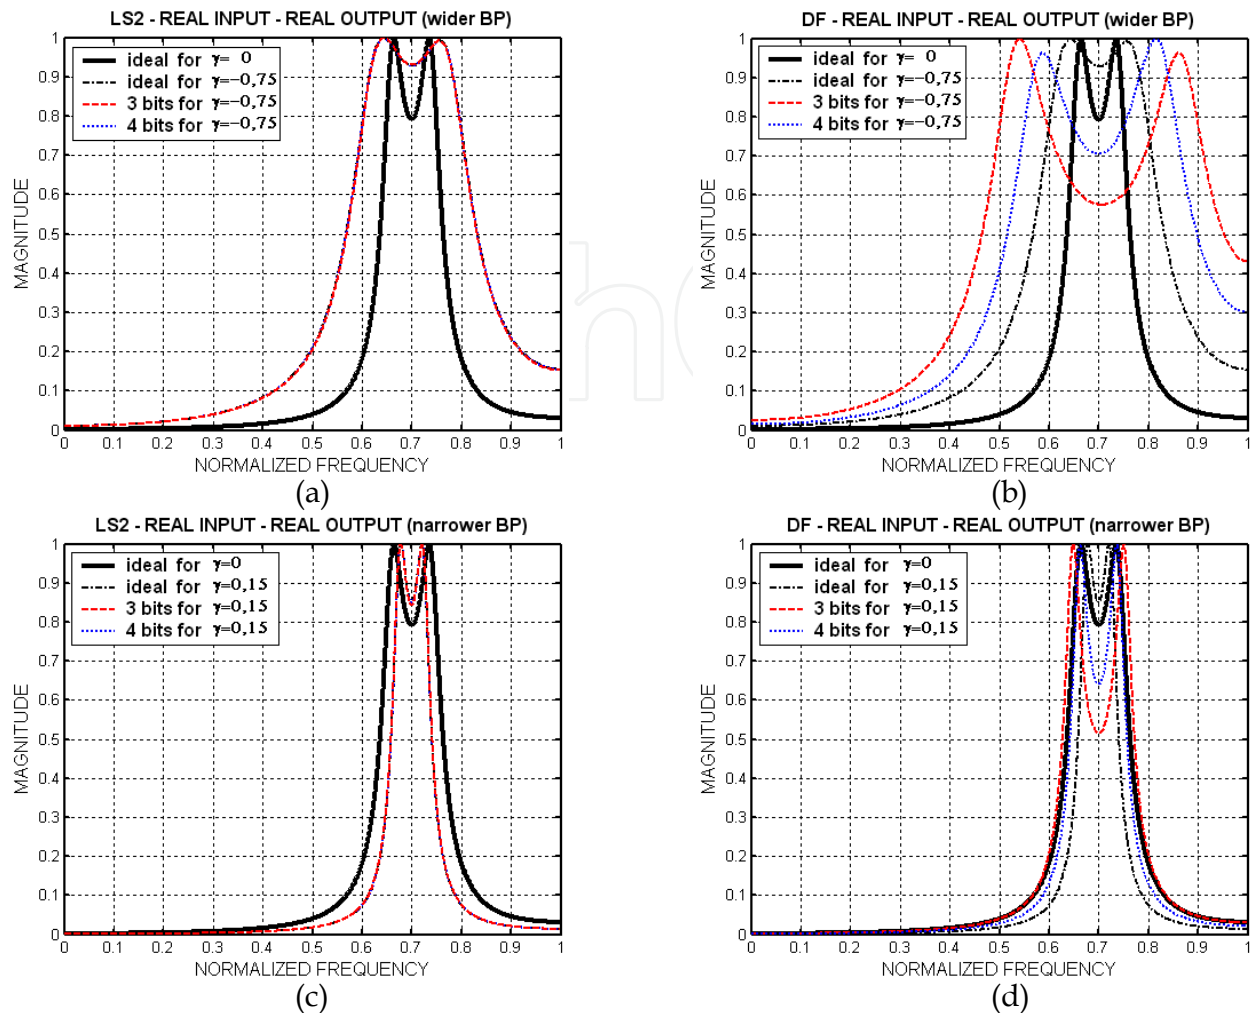 LS2 - REAL INPUT - REAL OUTPUT (wider BP)
1
0.9
0.8
0.7
0.6
0.5
0.4
0.3
0.2
0.1
0
MAGNITUDE
ideal for γ= 0
ideal for γ=−0,75
3 bits for γ=−0,75
4 bits for γ=−0,75
0 0.1 0.2 0.3 0.4 0.5 0.6 0.7 0.8 0.9 1
NORMALIZED FREQUENCY
(a)
DF - REAL INPUT - REAL OUTPUT (wider BP)
1
0.9
0.8
0.7
0.6
0.5
0.4
0.3
0.2
0.1
0
MAGNITUDE
ideal for γ= 0
ideal for γ=−0,75
3 bits for γ=−0,75
4 bits for γ=−0,75
0 0.1 0.2 0.3 0.4 0.5 0.6 0.7 0.8 0.9 1
NORMALIZED FREQUENCY
(b)
LS2 - REAL INPUT - REAL OUTPUT (narrower BP)
1
0.9
0.8
0.7
0.6
0.5
0.4
0.3
0.2
0.1
0
MAGNITUDE
ideal for γ=0
ideal for γ=0,15
3 bits for γ=0,15
4 bits for γ=0,15
0 0.1 0.2 0.3 0.4 0.5 0.6 0.7 0.8 0.9 1
NORMALIZED FREQUENCY
(c)
DF - REAL INPUT - REAL OUTPUT (narrower BP)
1
0.9
0.8
0.7
0.6
0.5
0.4
0.3
0.2
0.1
0
MAGNITUDE
ideal for γ=0
ideal for γ=0,15
3 bits for γ=0,15
4 bits for γ=0,15
0 0.1 0.2 0.3 0.4 0.5 0.6 0.7 0.8 0.9 1
NORMALIZED FREQUENCY
(d)